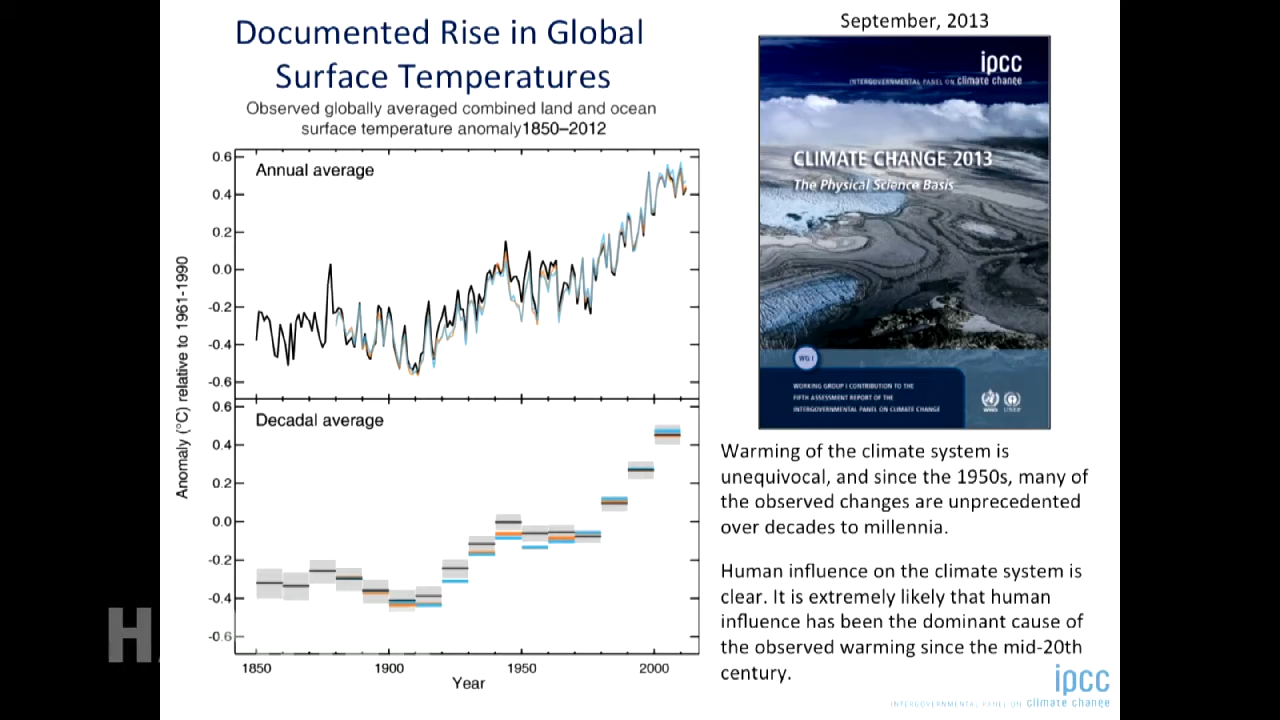 Documented Rise in Global
Surface Temperatures
Observed globally averaged combined land and ocean
surface temperature anomaly1850–2012
Anomaly (°C) relative to 1961-1990
Annual average
0.6
0.4
0.2
0.0
-0.2
-0.4
-0.6
Decadal average
0.6
0.4
0.2
0.0
-0.2
-0.4
-0.6
1850
1900
1950
2000
Year
September, 2013
ipcc
INTERGOVERNMENTAL PANEL ON climate change
CLIMATE CHANGE 2013
The Physical Science Basis
WG I
WORKING GROUP I CONTRIBUTION TO THE
FIFTH ASSESSMENT REPORT OF THE
INTERGOVERNMENTAL PANEL ON CLIMATE CHANGE
WMO
UNEP
Warming of the climate system is
unequivocal, and since the 1950s, many of
the observed changes are unprecedented
over decades to millennia.
Human influence on the climate system is
clear. It is extremely likely that human
influence has been the dominant cause of
the observed warming since the mid-20th
century.
ipcc
INTERGOVERNMENTAL PANEL ON climate change